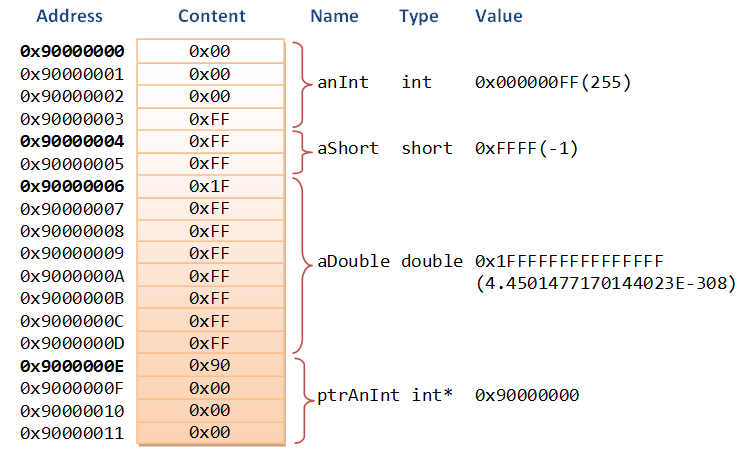 Address Content Name Type Value
0x90000000 0x00
0x90000001 0x00
0x90000002 0x00 anInt int 0x000000FF(255)
0x90000003 0xFF
0x90000004 0xFF aShort short 0xFFFF(-1)
0x90000005 0xFF
0x90000006 0x1F
0x90000007 0xFF
0x90000008 0xFF
0x90000009 0xFF aDouble double 0x1FFFFFFFFFFFFFFF
0x9000000A 0xFF (4.4501477170144023E-308)
0x9000000B 0xFF
0x9000000C 0xFF
0x9000000D 0xFF
0x9000000E 0x90
0x9000000F 0x00 ptrAnInt int* 0x90000000
0x90000010 0x00
0x90000011 0x00